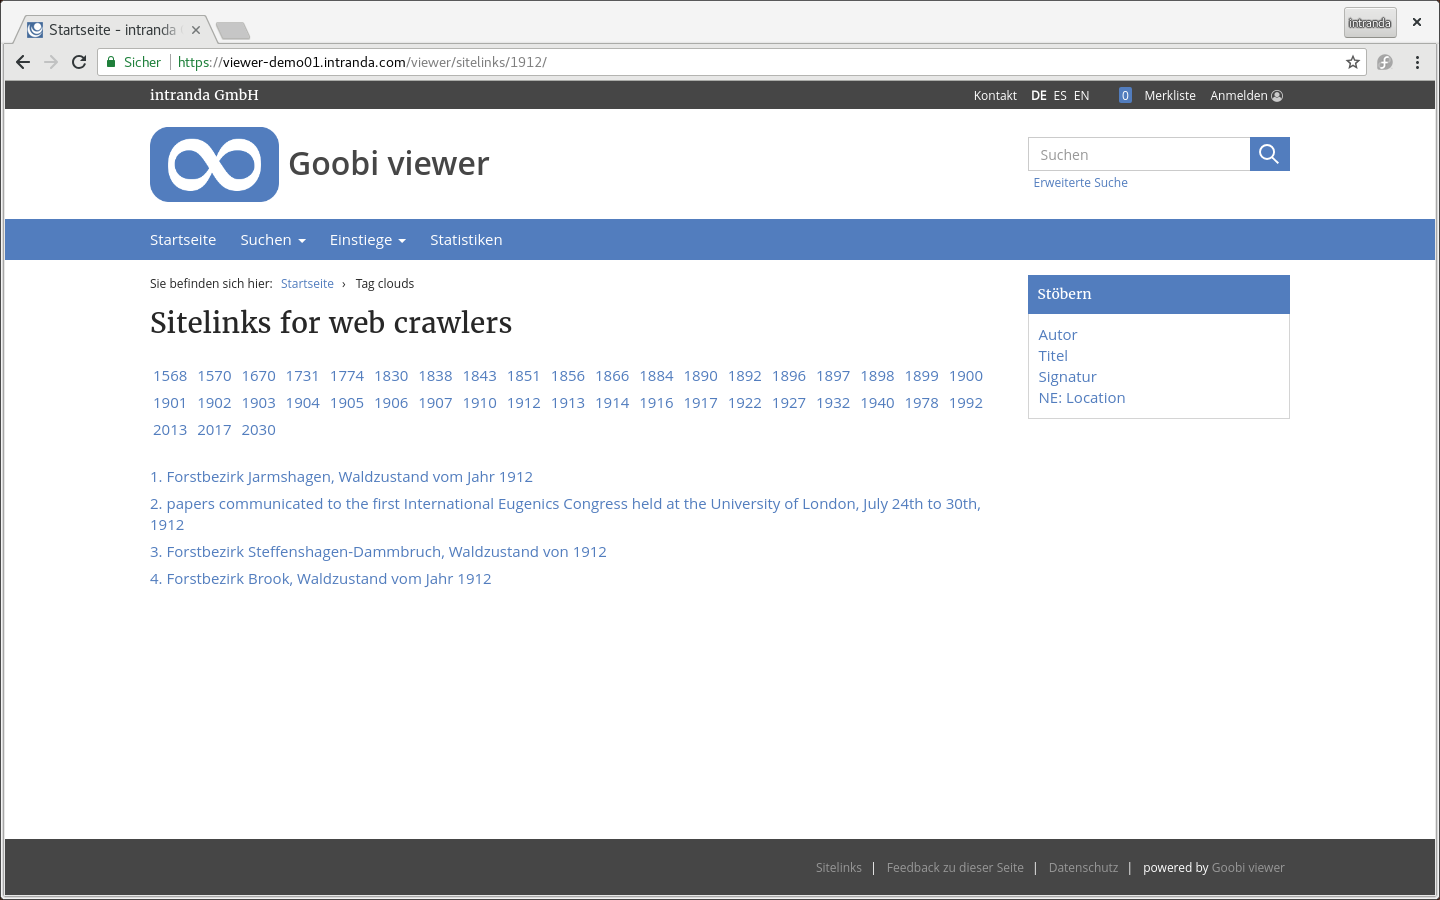 Startseite - intranda
intranda
Sicher https://viewer-demo01.intranda.com/viewer/sitelinks/1912/
intranda GmbH Kontakt DE ES EN 0 Merkliste Anmelden
Goobi viewer
Suchen
Erweiterte Suche
Startseite Suchen Einstiege Statistiken
Sie befinden sich hier: Startseite › Tag clouds
Sitelinks for web crawlers
1568 1570 1670 1731 1774 1830 1838 1843 1851 1856 1866 1884 1890 1892 1896 1897 1898 1899 1900
1901 1902 1903 1904 1905 1906 1907 1910 1912 1913 1914 1916 1917 1922 1927 1932 1940 1978 1992
2013 2017 2030
1. Forstbezirk Jarmshagen, Waldzustand vom Jahr 1912
2. papers communicated to the first International Eugenics Congress held at the University of London, July 24th to 30th,
1912
3. Forstbezirk Steffenshagen-Dammbruch, Waldzustand von 1912
4. Forstbezirk Brook, Waldzustand vom Jahr 1912
Stöbern
Autor
Titel
Signatur
NE: Location
Sitelinks | Feedback zu dieser Seite | Datenschutz | powered by Goobi viewer